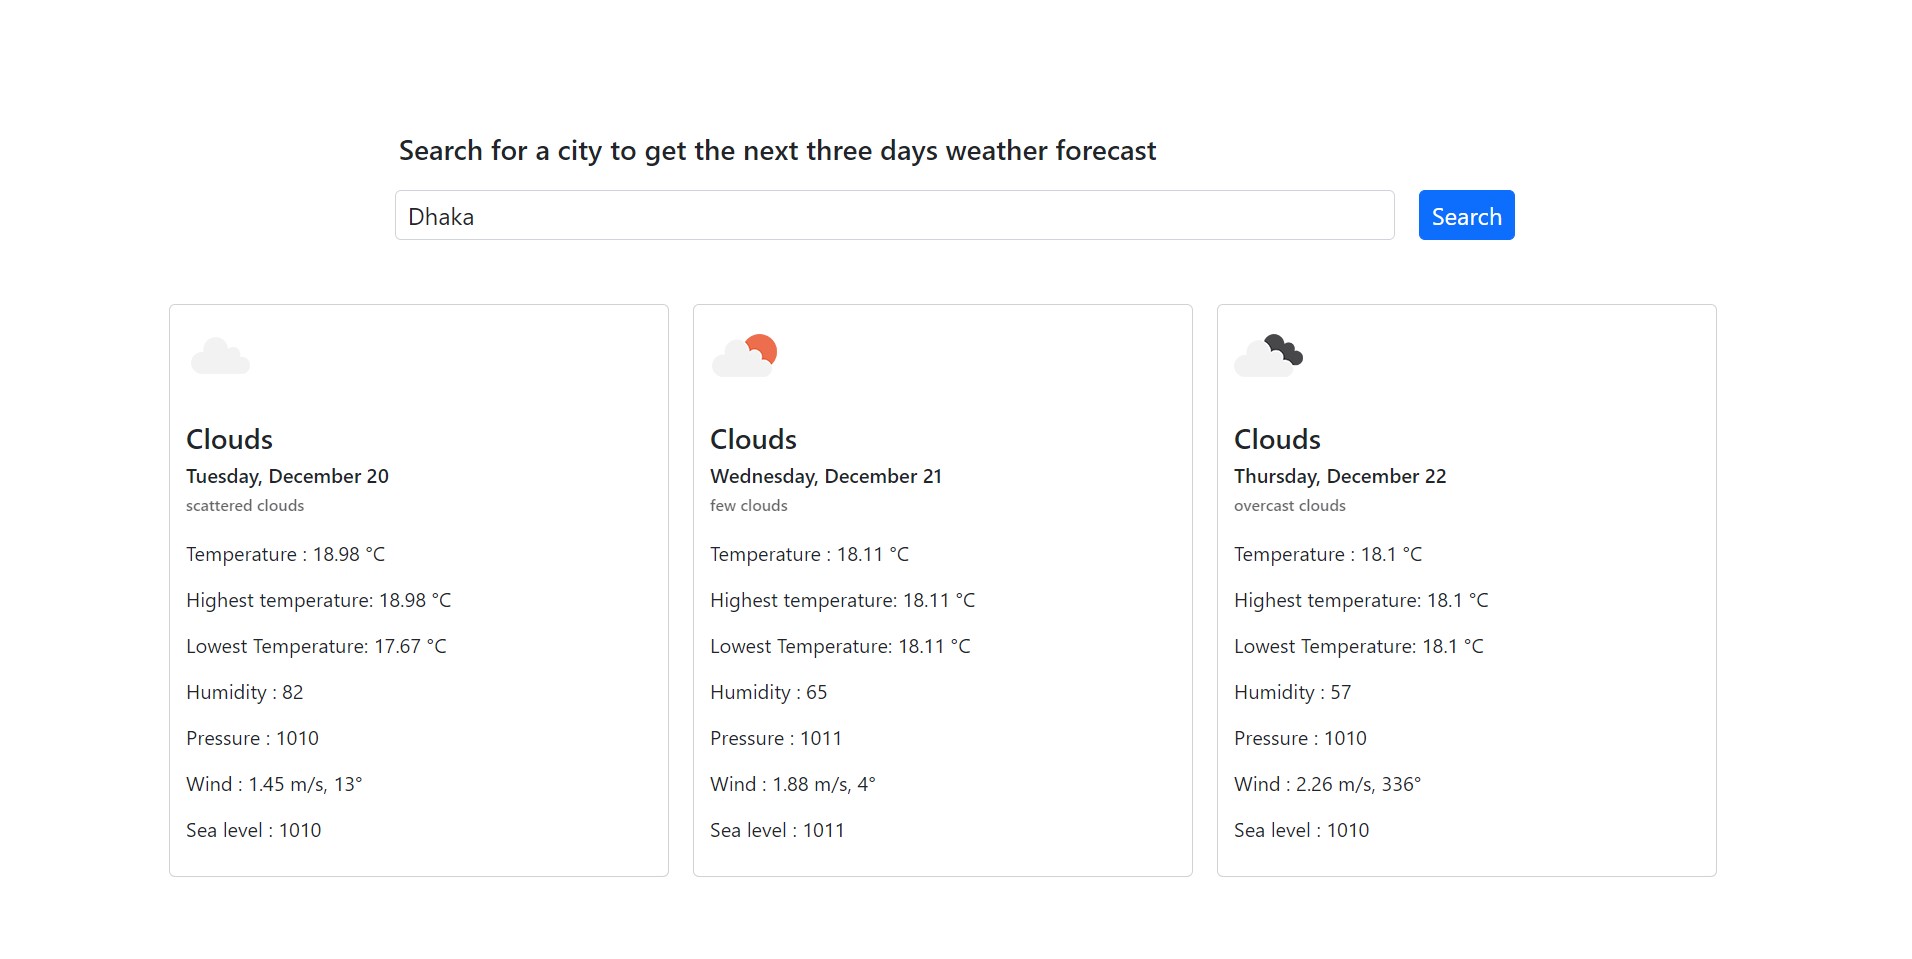 Search for a city to get the next three days weather forecast
Dhaka
Search
Clouds
Tuesday, December 20
scattered clouds
Temperature : 18.98 °C
Highest temperature: 18.98 °C
Lowest Temperature: 17.67 °C
Humidity : 82
Pressure : 1010
Wind : 1.45 m/s, 13°
Sea level : 1010
Clouds
Wednesday, December 21
few clouds
Temperature : 18.11 °C
Highest temperature: 18.11 °C
Lowest Temperature: 18.11 °C
Humidity : 65
Pressure : 1011
Wind : 1.88 m/s, 4°
Sea level : 1011
Clouds
Thursday, December 22
overcast clouds
Temperature : 18.1 °C
Highest temperature: 18.1 °C
Lowest Temperature: 18.1 °C
Humidity : 57
Pressure : 1010
Wind : 2.26 m/s, 336°
Sea level : 1010